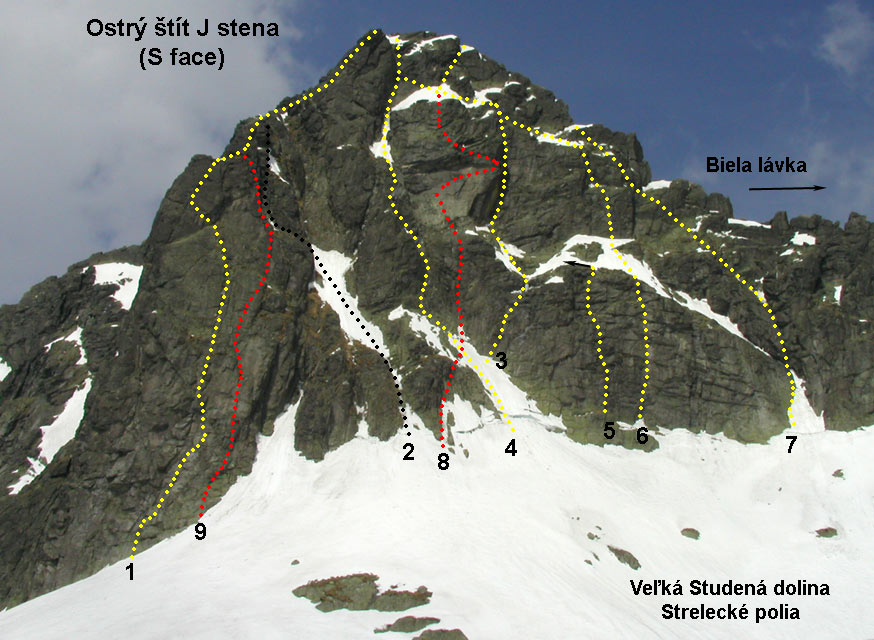 Ostrý štít J stena
(S face)
Biela lávka
1
9
2
8
4
3
5
6
7
Veľká Studená dolina
Strelecké polia